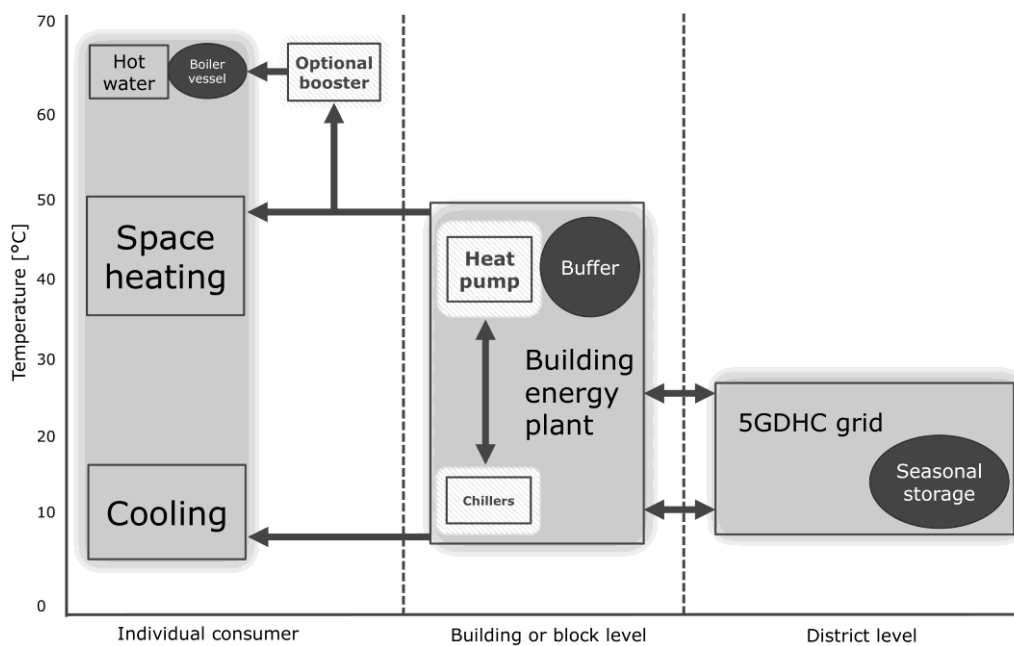 70
60
50
40
30
20
10
0
Temperature [°C]
Hot
water
Boiler
vessel
Optional
booster
Space
heating
Cooling
Heat
pump
Buffer
Building
energy
plant
Chillers
5GDHC grid
Seasonal
storage
Individual consumer
Building or block level
District level